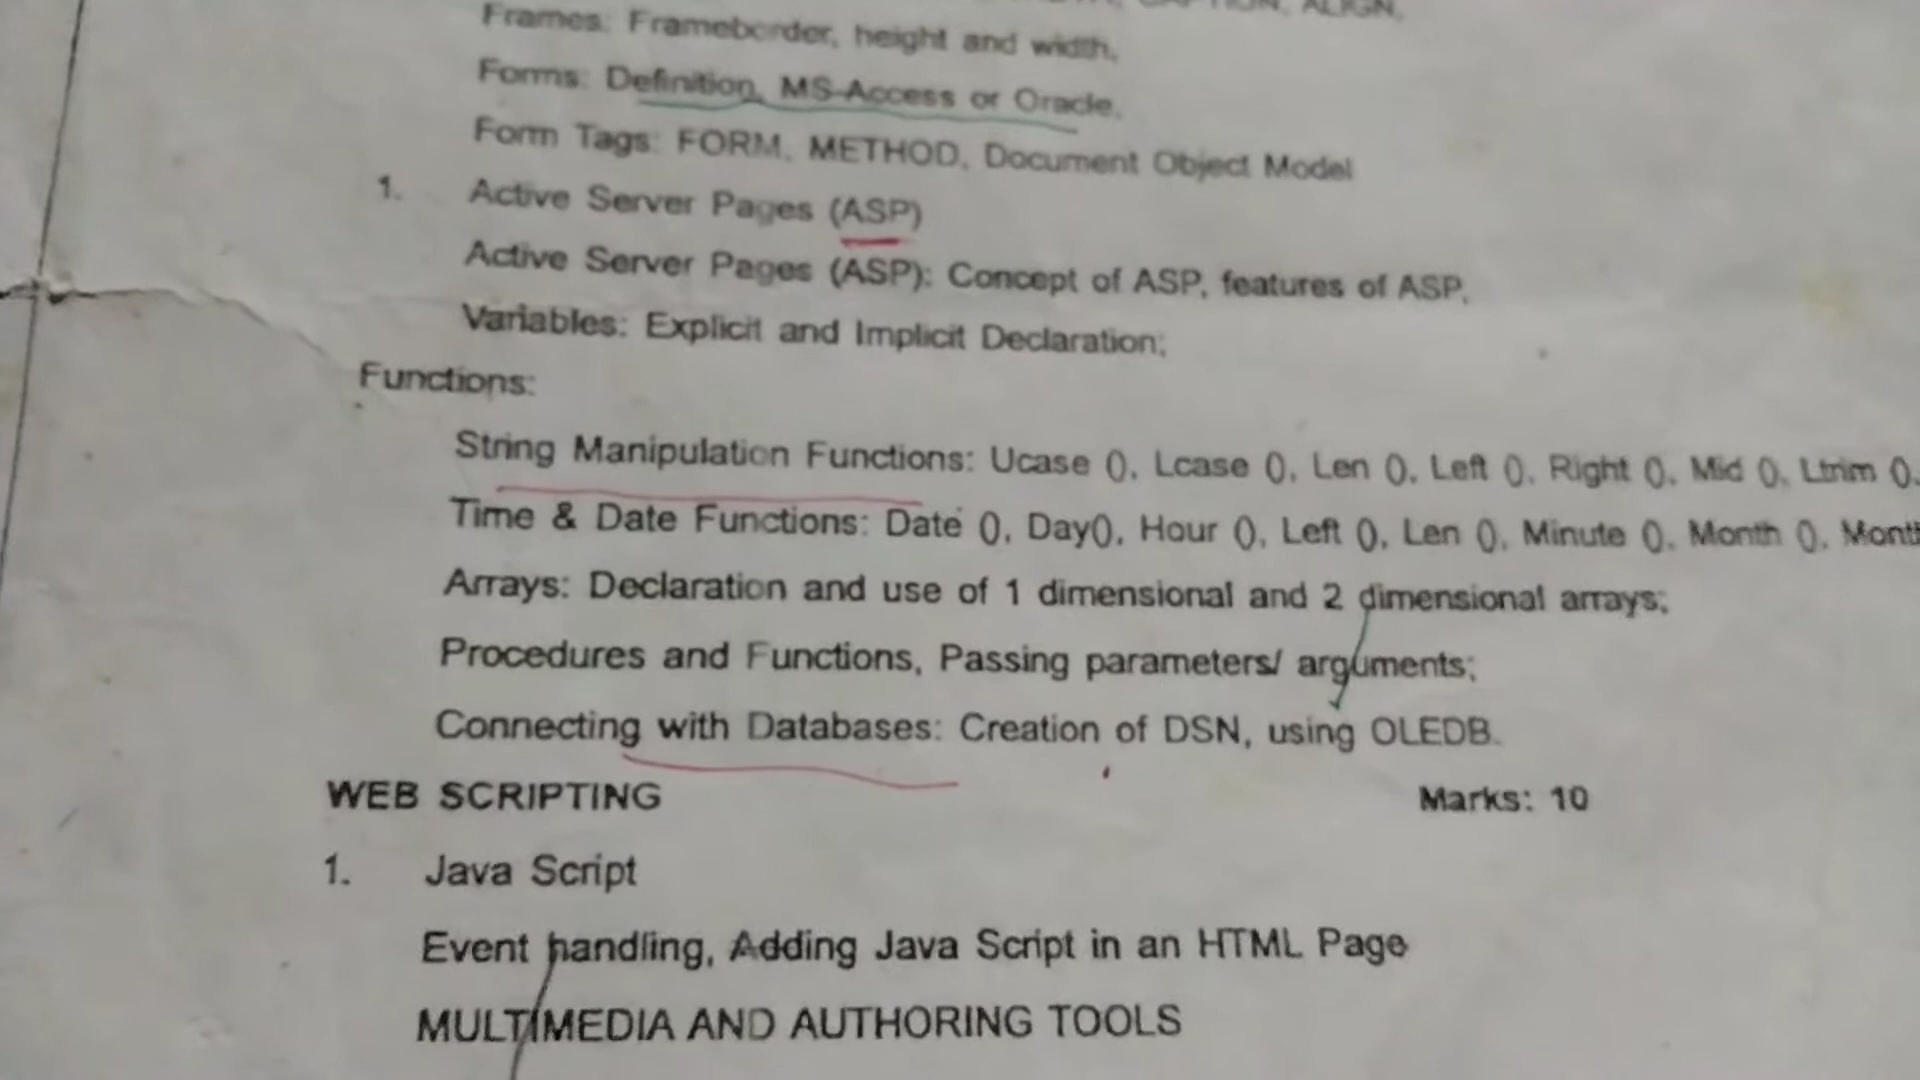 CAPTION, ALIGN,
Frames: Frameborder, height and width,
Forms: Definition, MS-Access or Oracle,
Form Tags: FORM, METHOD, Document Object Model
1. Active Server Pages (ASP)
Active Server Pages (ASP): Concept of ASP, features of ASP,
Variables: Explicit and Implicit Declaration;
Functions:
String Manipulation Functions: Ucase (), Lcase (), Len (), Left (), Right (), Mid (), Ltrim (),
Time & Date Functions: Date (), Day(), Hour (), Left (), Len (), Minute (), Month (), Month
Arrays: Declaration and use of 1 dimensional and 2 dimensional arrays;
Procedures and Functions, Passing parameters/ arguments;
Connecting with Databases: Creation of DSN, using OLEDB.
WEB SCRIPTING Marks: 10
1. Java Script
Event handling, Adding Java Script in an HTML Page
MULTIMEDIA AND AUTHORING TOOLS